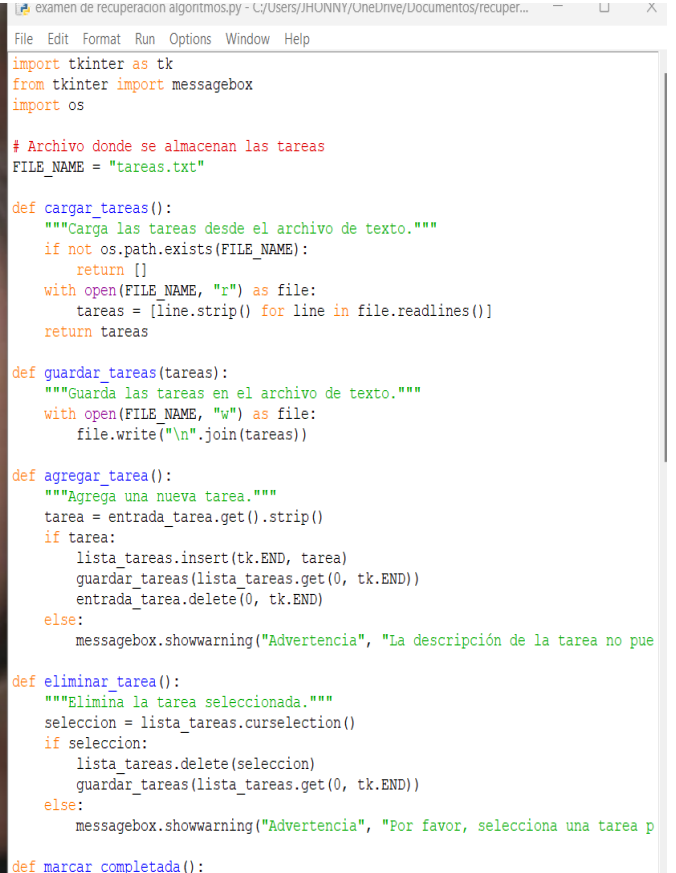 examen de recuperacion algoritmos.py - C:/Users/JHONNY/OneDrive/Documentos/recuper...
File Edit Format Run Options Window Help
import tkinter as tk
from tkinter import messagebox
import os
# Archivo donde se almacenan las tareas
FILE_NAME = "tareas.txt"
def cargar_tareas():
    """Carga las tareas desde el archivo de texto."""
    if not os.path.exists(FILE_NAME):
        return []
    with open(FILE_NAME, "r") as file:
        tareas = [line.strip() for line in file.readlines()]
    return tareas
def guardar_tareas(tareas):
    """Guarda las tareas en el archivo de texto."""
    with open(FILE_NAME, "w") as file:
        file.write("\n".join(tareas))
def agregar_tarea():
    """Agrega una nueva tarea."""
    tarea = entrada_tarea.get().strip()
    if tarea:
        lista_tareas.insert(tk.END, tarea)
        guardar_tareas(lista_tareas.get(0, tk.END))
        entrada_tarea.delete(0, tk.END)
    else:
        messagebox.showwarning("Advertencia", "La descripción de la tarea no pue
def eliminar_tarea():
    """Elimina la tarea seleccionada."""
    seleccion = lista_tareas.curselection()
    if seleccion:
        lista_tareas.delete(seleccion)
        guardar_tareas(lista_tareas.get(0, tk.END))
    else:
        messagebox.showwarning("Advertencia", "Por favor, selecciona una tarea p
def marcar_completada():